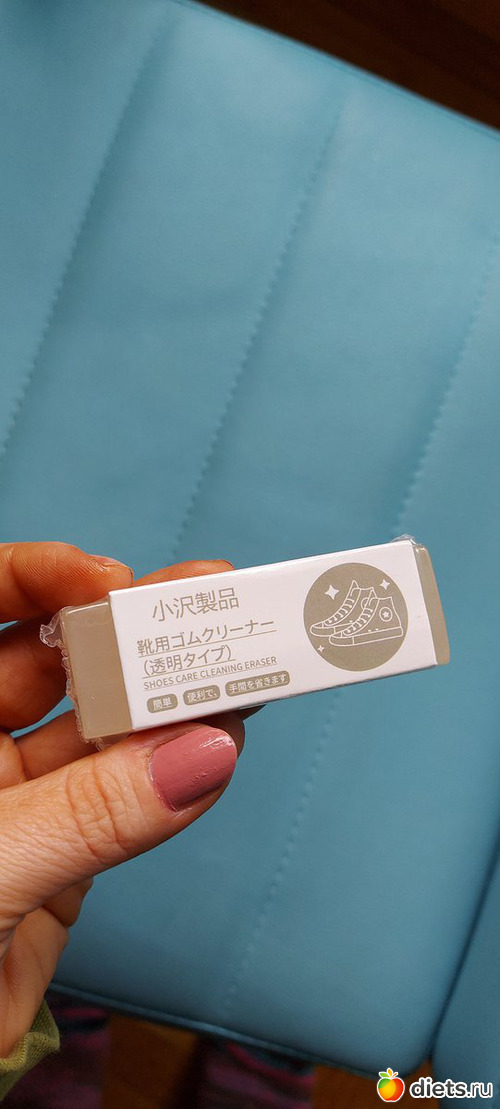 小沢製品
靴用ゴムクリーナー
(透明タイプ)
SHOES CARE CLEANING ERASER
簡単 便利で、 手間を省きます
diets.ru